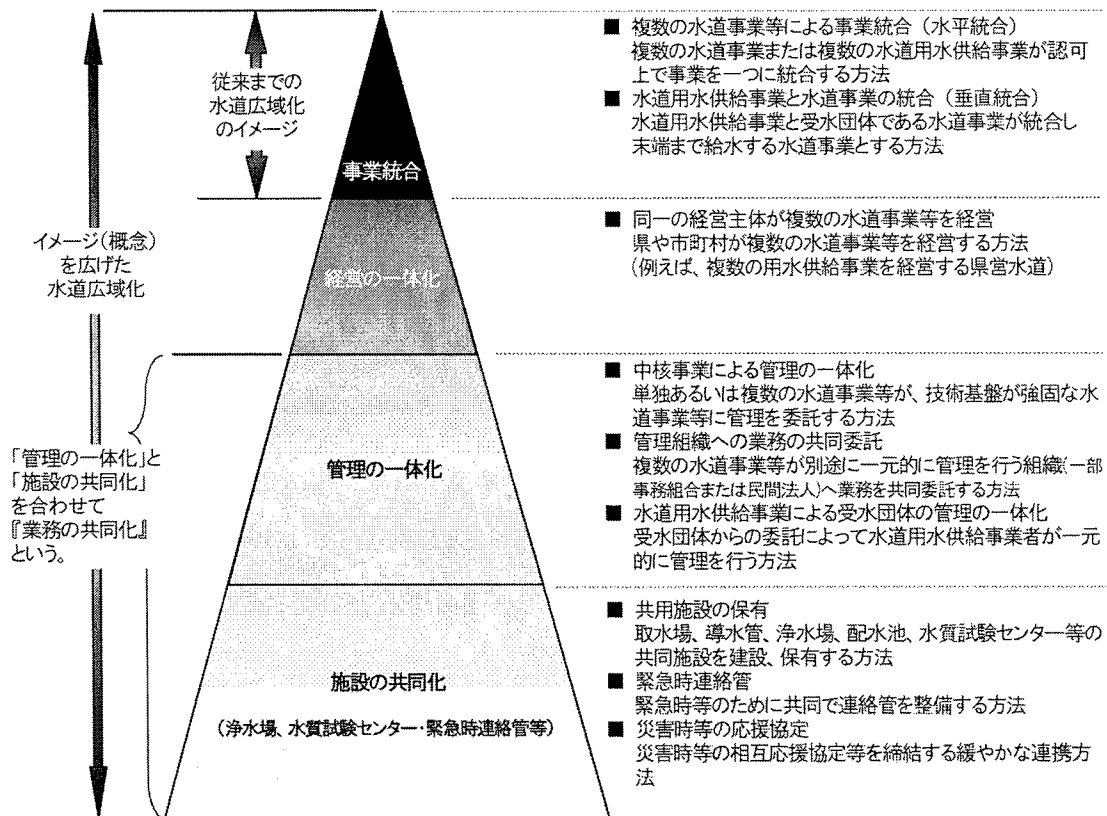 従来までの
水道広域化
のイメージ
イメージ(概念)
を広げた
水道広域化
「管理の一体化」と
「施設の共同化」
を合わせて
『業務の共同化』
という。
事業統合
経営の一体化
管理の一体化
施設の共同化
(浄水場、水質試験センター・緊急時連絡管等)
■ 複数の水道事業等による事業統合(水平統合)
複数の水道事業または複数の水道用水供給事業が認可
上で事業を一つに統合する方法
■ 水道用水供給事業と水道事業の統合(垂直統合)
水道用水供給事業と受水団体である水道事業が統合し
末端まで給水する水道事業とする方法
■ 同一の経営主体が複数の水道事業等を経営
県や市町村が複数の水道事業等を経営する方法
(例えば、複数の用水供給事業を経営する県営水道)
■ 中核事業による管理の一体化
単独あるいは複数の水道事業等が、技術基盤が強固な水
道事業等に管理を委託する方法
■ 管理組織への業務の共同委託
複数の水道事業等が別途に一元的に管理を行う組織(一部
事務組合または民間法人)へ業務を共同委託する方法
■ 水道用水供給事業による受水団体の管理の一体化
受水団体からの委託によって水道用水供給事業者が一元
的に管理を行う方法
■ 共用施設の保有
取水場、導水管、浄水場、配水池、水質試験センター等の
共同施設を建設、保有する方法
■ 緊急時連絡管
緊急時等のために共同で連絡管を整備する方法
■ 災害時等の応援協定
災害時等の相互応援協定等を締結する緩やかな連携方
法